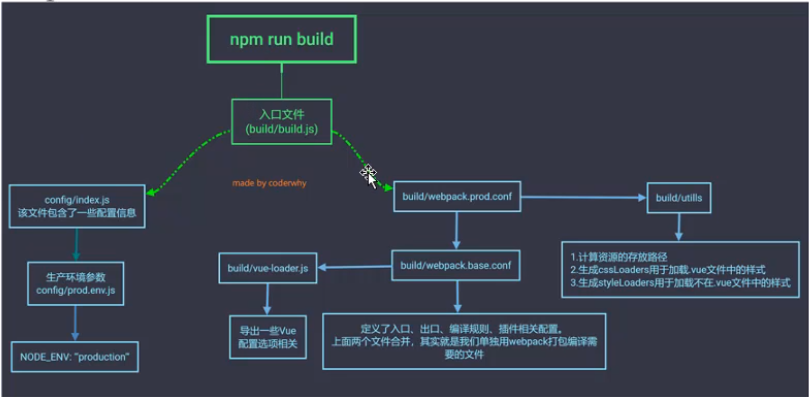 npm run build
入口文件
(build/build.js)
made by coderwhy
config/index.js
该文件包含了一些配置信息
build/webpack.prod.conf
build/utills
生产环境参数
config/prod.env.js
build/vue-loader.js
build/webpack.base.conf
1.计算资源的存放路径
2.生成cssLoaders用于加载.vue文件中的样式
3.生成styleLoaders用于加载不在.vue文件中的样式
NODE_ENV: "production"
导出一些Vue
配置选项相关
定义了入口、出口、编译规则、插件相关配置。
上面两个文件合并，其实就是我们单独用webpack打包编译需
要的文件